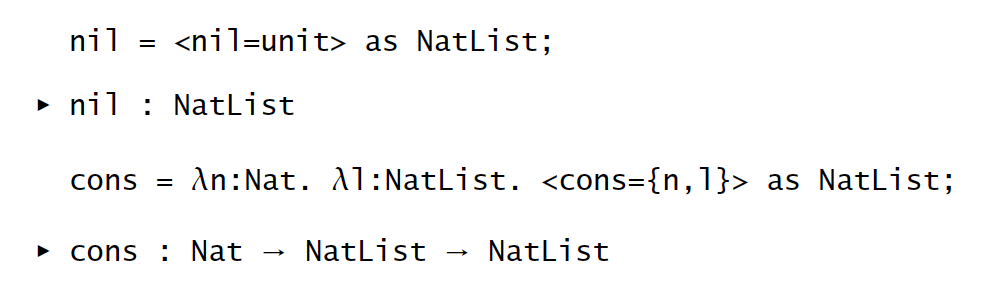 nil = <nil=unit> as NatList;
▸ nil : NatList
cons = λn:Nat. λl:NatList. <cons={n,l}> as NatList;
▸ cons : Nat → NatList → NatList